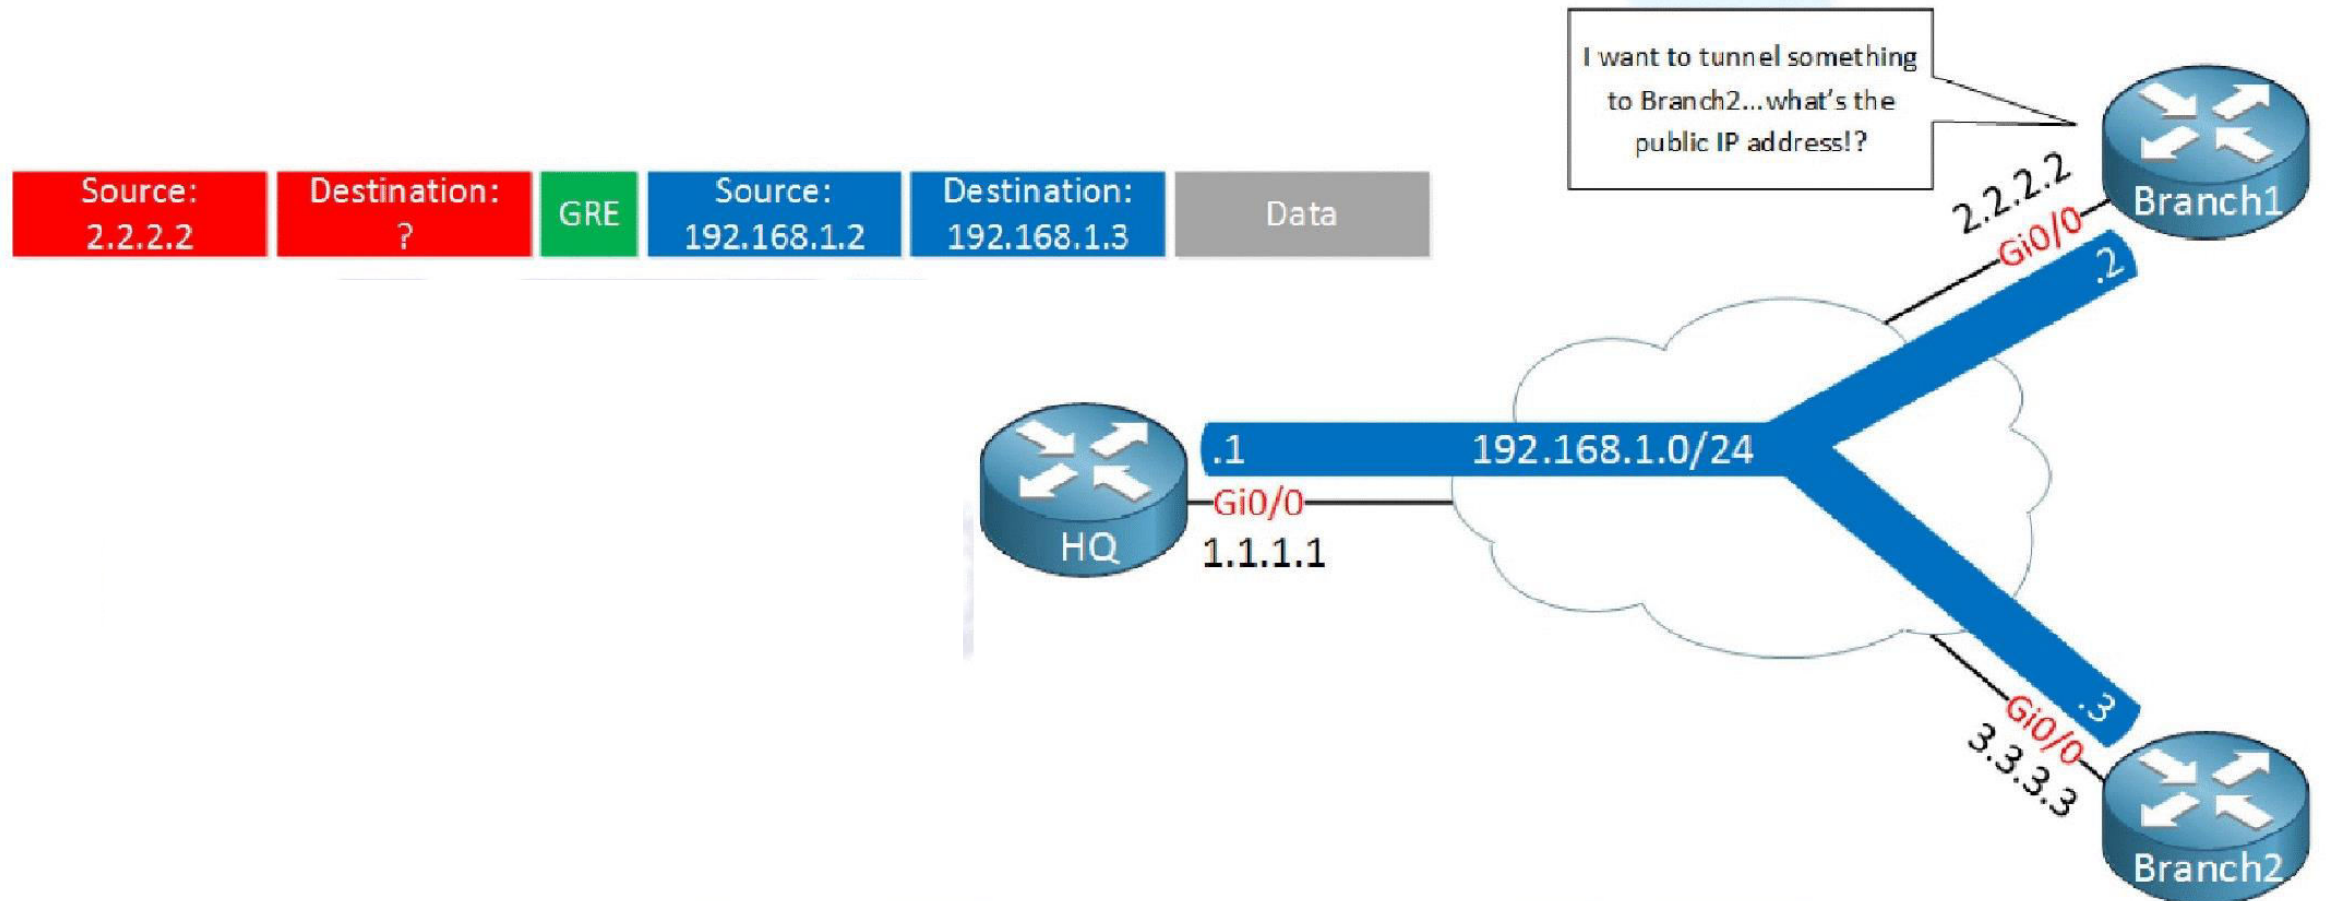 I want to tunnel something
to Branch2...what's the
public IP address!?
Source:
2.2.2.2
Destination:
?
GRE
Source:
192.168.1.2
Destination:
192.168.1.3
Data
2.2.2.2
Gi0/0
Branch1
.2
.1
192.168.1.0/24
Gi0/0
HQ
1.1.1.1
.3
Gi0/0
3.3.3.3
Branch2